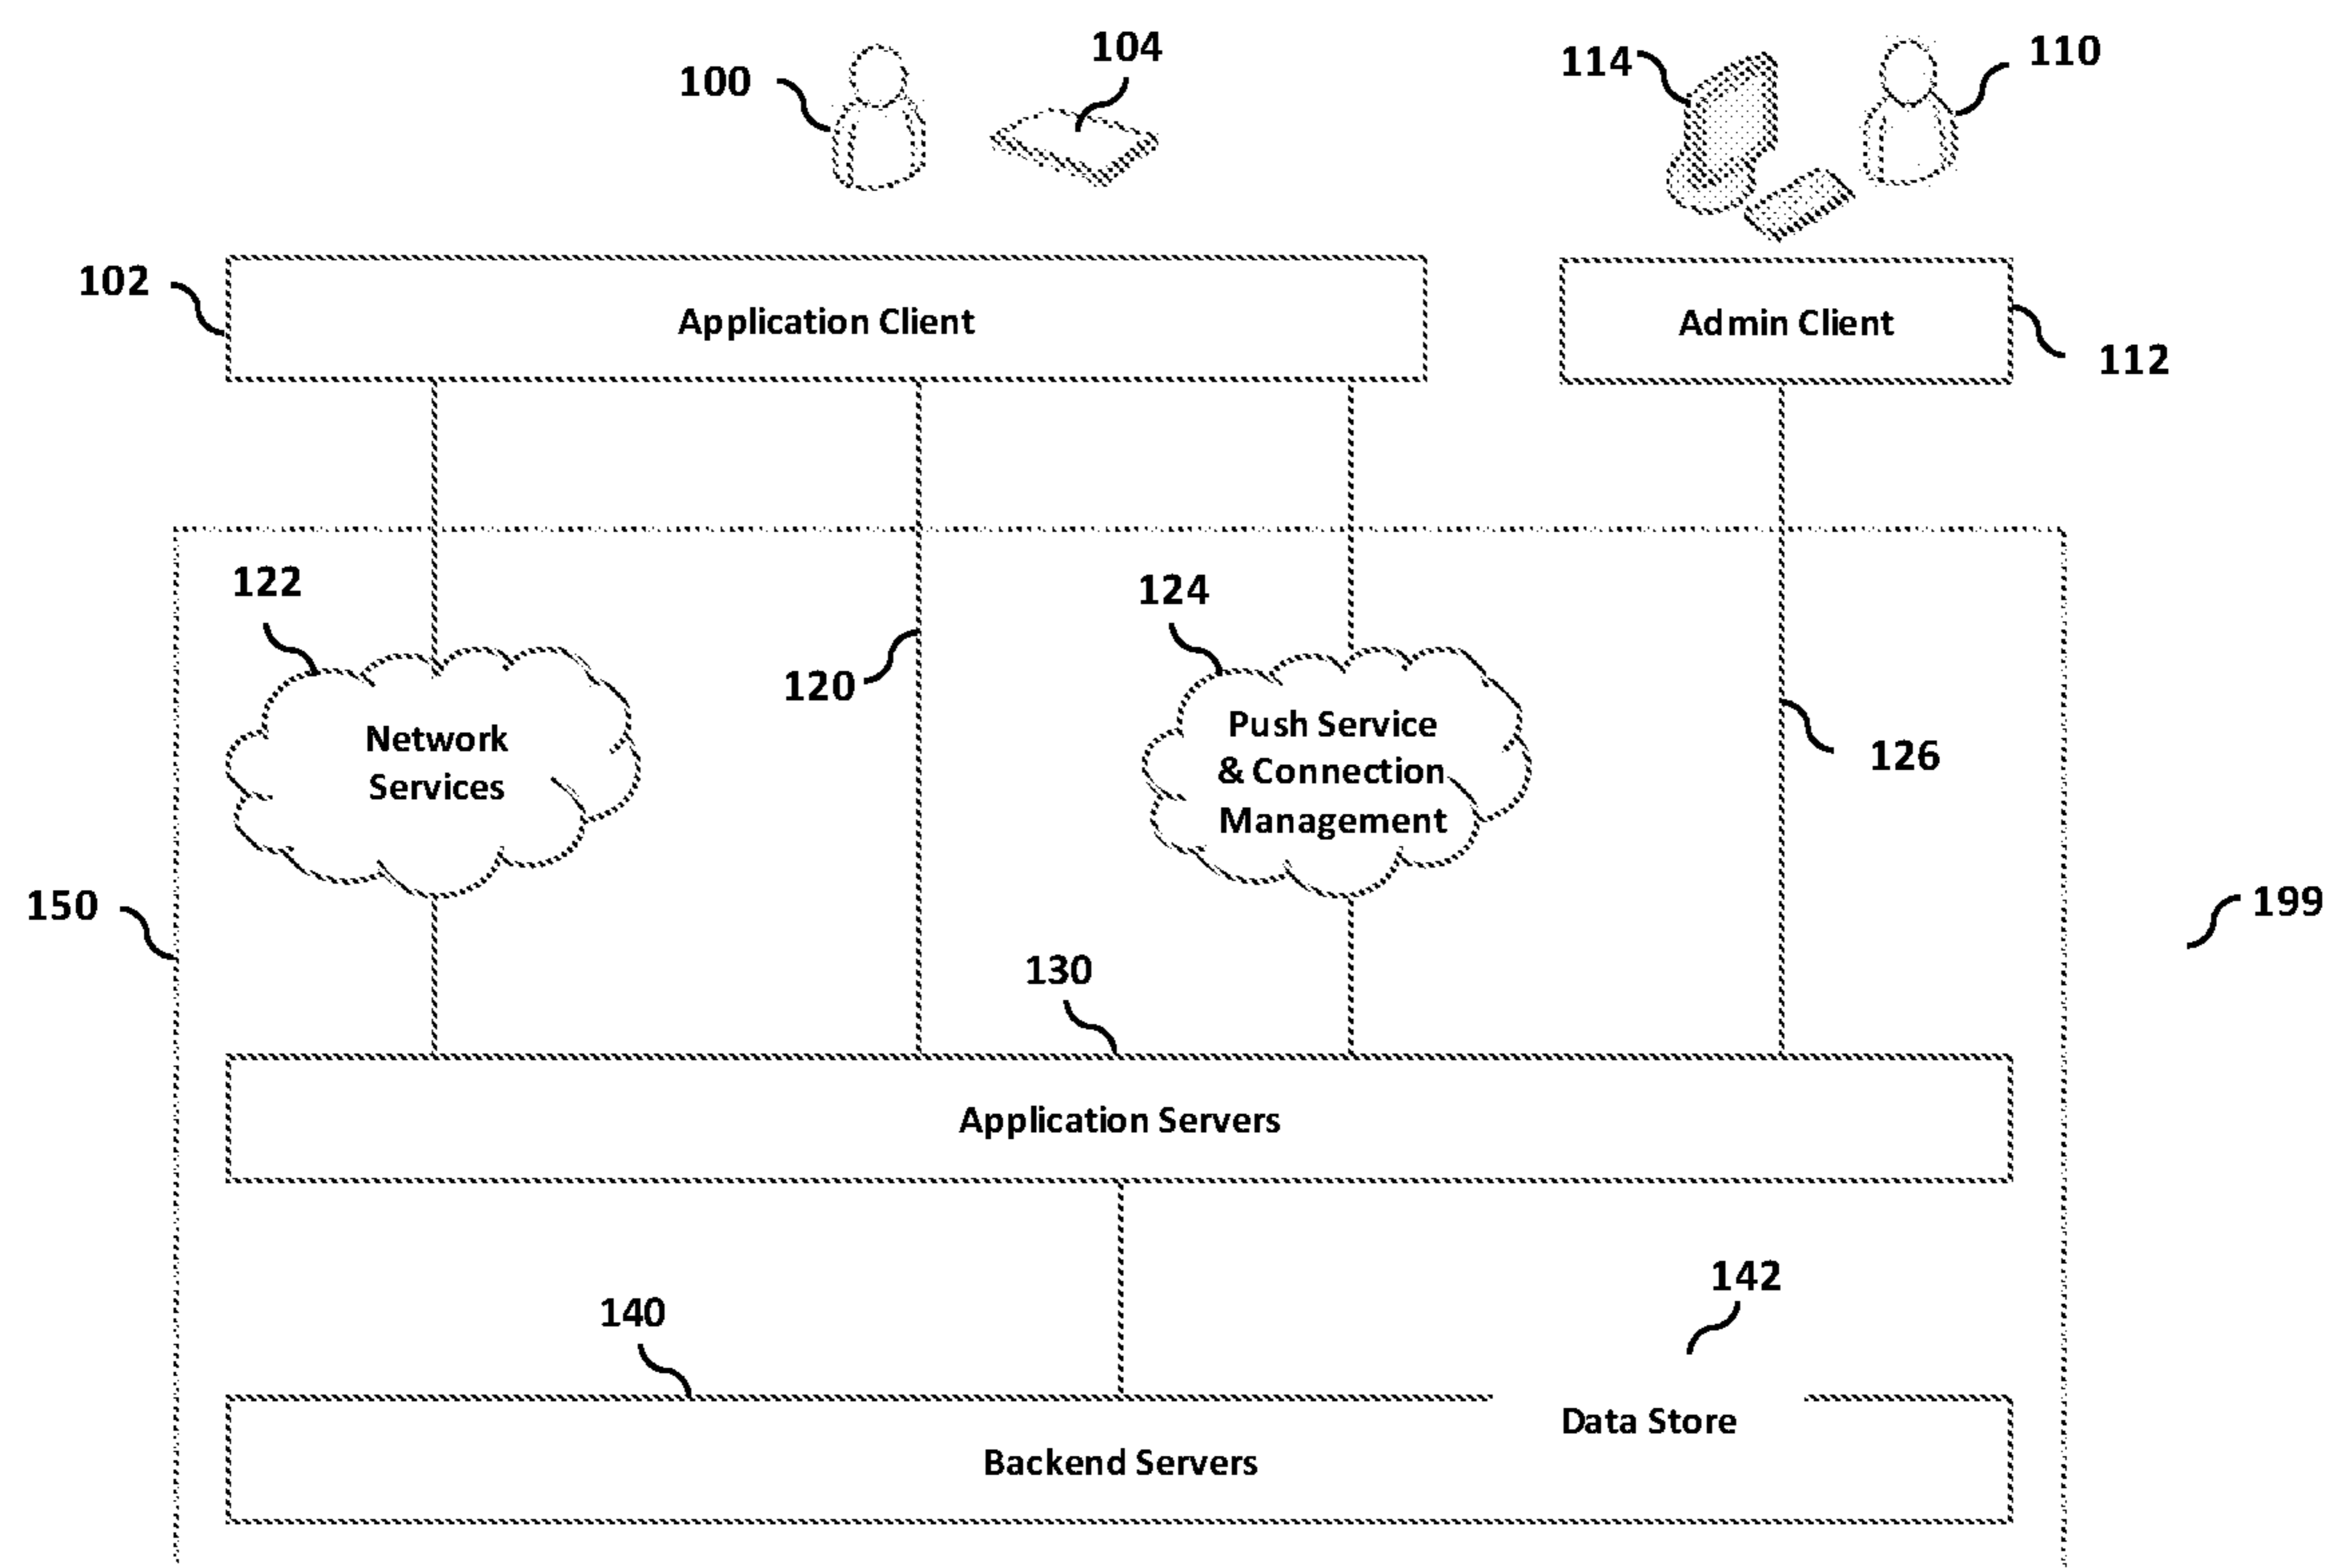 100
104
114
110
102
Application Client
Admin Client
112
122
124
120
Network
Services
Push Service
& Connection
Management
126
150
199
130
Application Servers
142
140
Data Store
Backend Servers